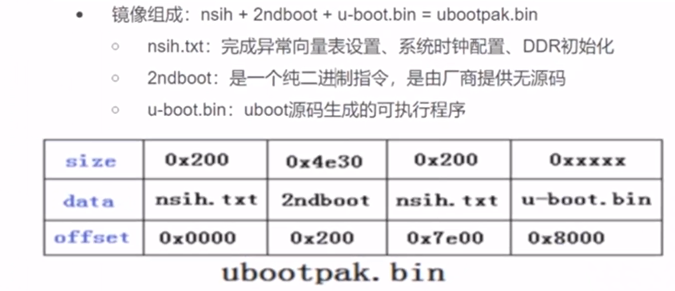 镜像组成：nsih + 2ndboot + u-boot.bin = ubootpak.bin
nsih.txt：完成异常向量表设置、系统时钟配置、DDR初始化
2ndboot：是一个纯二进制指令，是由厂商提供无源码
u-boot.bin：uboot源码生成的可执行程序
size 0x200 0x4e30 0x200 0xxxxx
data nsih.txt 2ndboot nsih.txt u-boot.bin
offset 0x0000 0x200 0x7e00 0x8000
ubootpak.bin